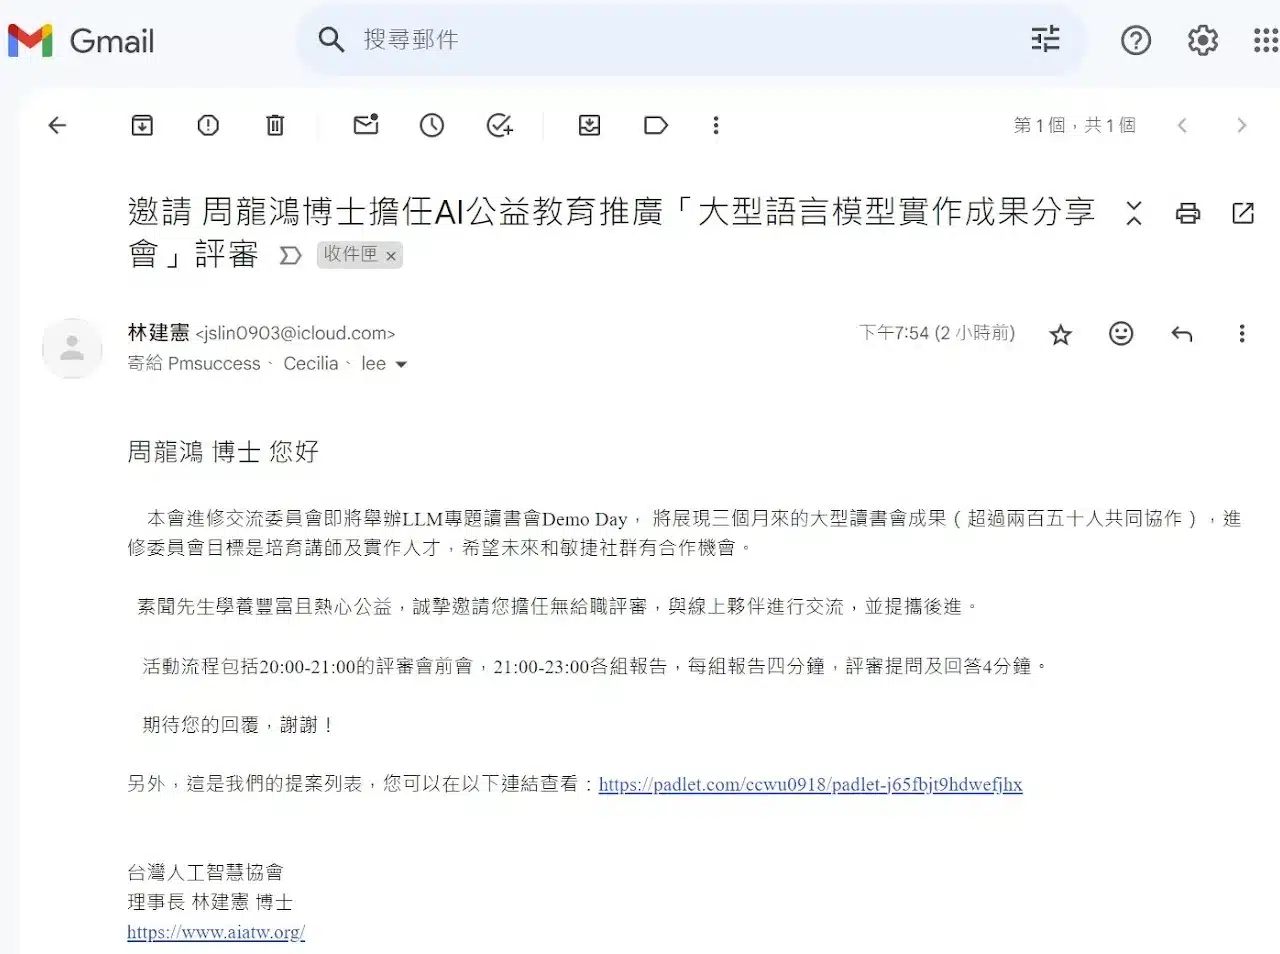 Gmail
搜尋郵件
第 1 個，共 1 個
邀請 周龍鴻博士擔任AI公益教育推廣「大型語言模型實作成果分享
會」評審 收件匣 ×
林建憲 <jslin0903@icloud.com>
下午7:54 (2 小時前)
寄給 Pmsuccess、 Cecilia、 lee
周龍鴻 博士 您好
本會進修交流委員會即將舉辦LLM專題讀書會Demo Day， 將展現三個月來的大型讀書會成果（超過兩百五十人共同協作），進
修委員會目標是培育講師及實作人才，希望未來和敏捷社群有合作機會。
素聞先生學養豐富且熱心公益，誠摯邀請您擔任無給職評審，與線上夥伴進行交流，並提攜後進。
活動流程包括20:00-21:00的評審會前會，21:00-23:00各組報告，每組報告四分鐘，評審提問及回答4分鐘。
期待您的回覆，謝謝！
另外，這是我們的提案列表，您可以在以下連結查看：https://padlet.com/ccwu0918/padlet-j65fbjt9hdwefjhx
台灣人工智慧協會
理事長 林建憲 博士
https://www.aiatw.org/